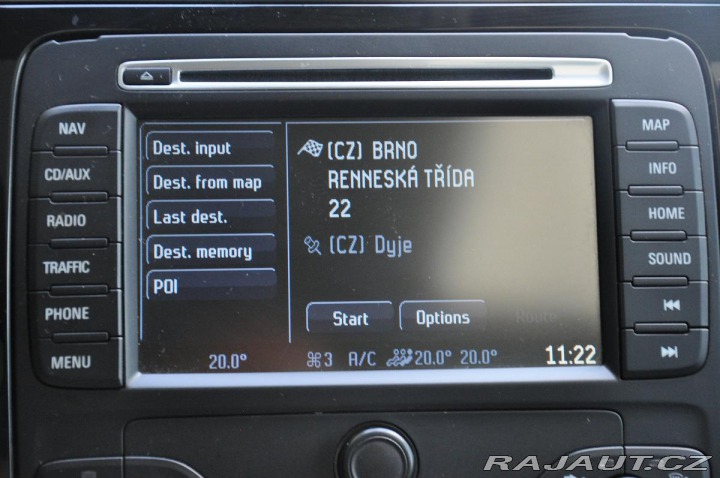 NAV
CD/AUX
RADIO
TRAFFIC
PHONE
MENU
Dest. input
Dest. from map
Last dest.
Dest. memory
POI
(CZ) BRNO
RENNESKÁ TŘÍDA
22
(CZ) Dyje
Start
Options
Route
20.0°
3 A/C 20.0° 20.0°
11:22
MAP
INFO
HOME
SOUND
RAJAUT.CZ